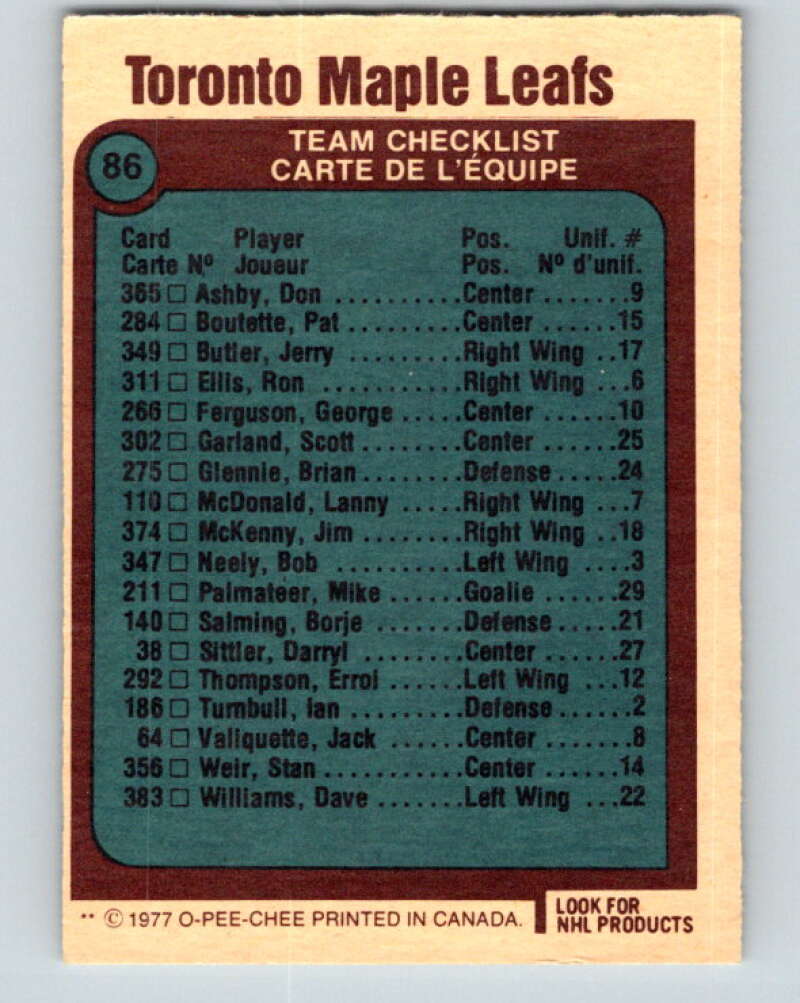 Toronto Maple Leafs
86
TEAM CHECKLIST
CARTE DE L'ÉQUIPE
Card Player Pos. Unif. #
Carte Nº Joueur Pos. Nº d'unif.
365 □ Ashby, Don ..........Center.......9
284 □ Boutette, Pat .........Center......15
349 □ Butler, Jerry .........Right Wing ..17
311 □ Ellis, Ron ..........Right Wing ...6
266 □ Ferguson, George .....Center......10
302 □ Garland, Scott........Center......25
275 □ Glennie, Brian........Defense.....24
110 □ McDonald, Lanny .....Right Wing ...7
374 □ McKenny, Jim ........Right Wing ..18
347 □ Neely, Bob ..........Left Wing ....3
211 □ Palmateer, Mike ......Goalie ......29
140 □ Salming, Borje .......Defense.....21
38 □ Sittler, Darryl ........Center......27
292 □ Thompson, Errol ......Left Wing ...12
186 □ Turnbull, Ian .........Defense......2
64 □ Valiquette, Jack ......Center.......8
356 □ Weir, Stan...........Center......14
383 □ Williams, Dave.......Left Wing ...22
** © 1977 O-PEE-CHEE PRINTED IN CANADA.
LOOK FOR
NHL PRODUCTS